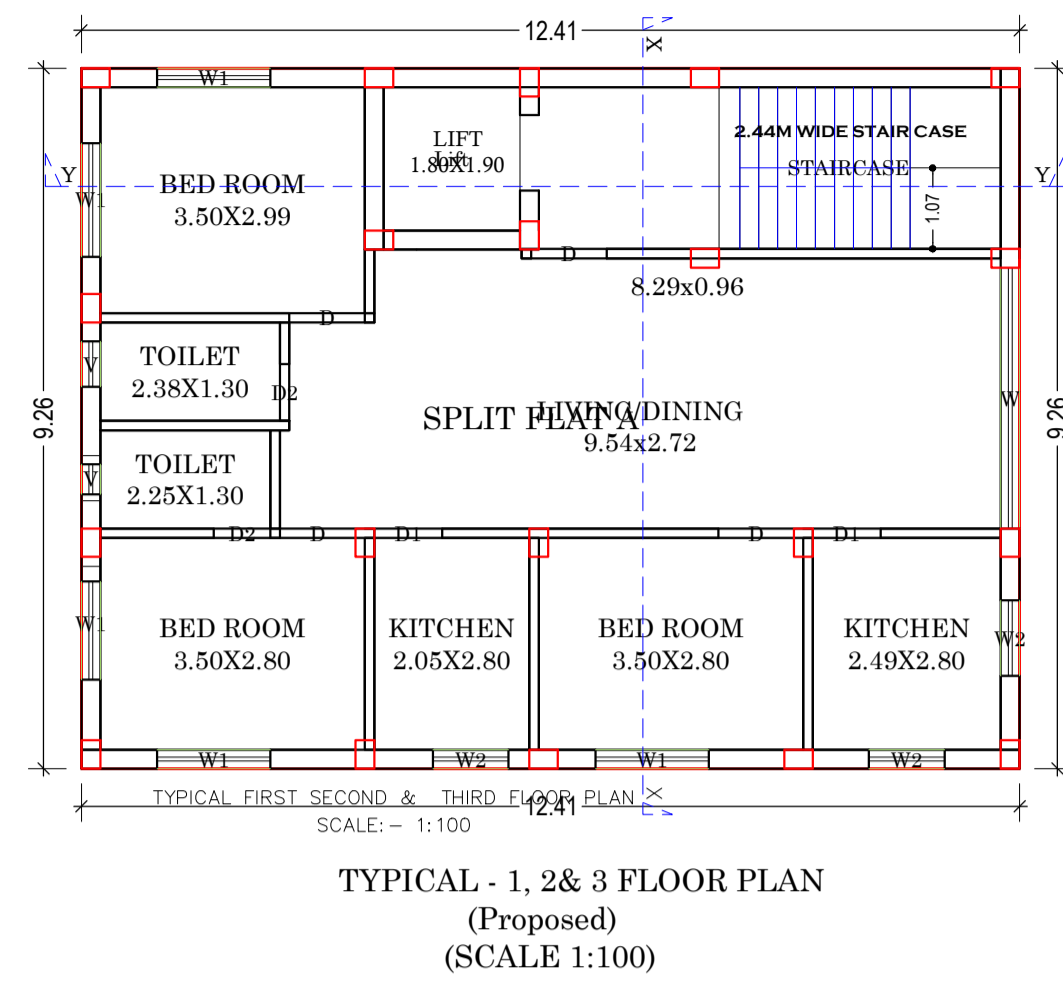 12.41
X
W1
LIFT
Lift
1.80X1.90
2.44M WIDE STAIR CASE
STAIRCASE
Y
Y
BED ROOM
3.50X2.99
W1
1.07
D
8.29x0.96
D
TOILET
2.38X1.30
V
D2
W
9.26
9.26
SPLIT FLAT A
LIVING/DINING
9.54x2.72
TOILET
2.25X1.30
V
D2
D
D1
D
D1
BED ROOM
3.50X2.80
W1
KITCHEN
2.05X2.80
BED ROOM
3.50X2.80
KITCHEN
2.49X2.80
W2
W1
W2
W1
W2
TYPICAL FIRST SECOND & THIRD FLOOR PLAN
X
12.41
SCALE:- 1:100
TYPICAL - 1, 2& 3 FLOOR PLAN
(Proposed)
(SCALE 1:100)